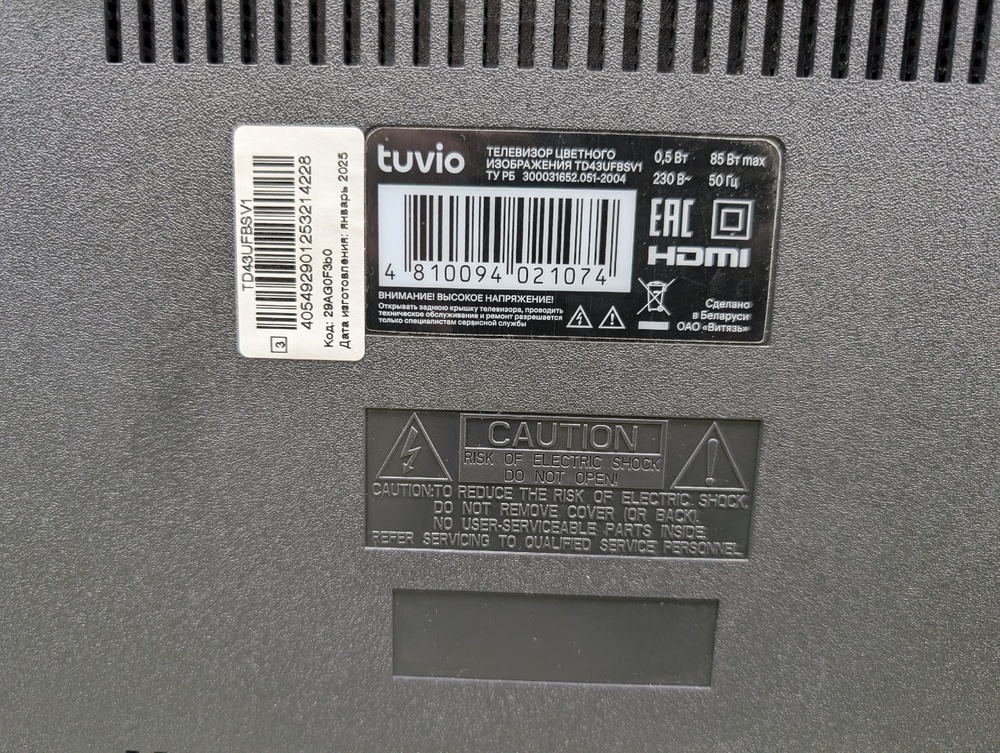 TD43UFBSV1
4054929012532142​28
Код: 29AG0F3b0
Дата изготовления: январь 2025
3
tuvio
ТЕЛЕВИЗОР ЦВЕТНОГО
ИЗОБРАЖЕНИЯ TD43UFBSV1
ТУ РБ 300031652.051-2004
0,5 Вт 85 Вт max
230 В~ 50 Гц
4 810094 021074
EAC
HDMI
ВНИМАНИЕ! ВЫСОКОЕ НАПРЯЖЕНИЕ!
Открывать заднюю крышку телевизора, проводить
техническое обслуживание и ремонт разрешается
только специалистам сервисной службы
Сделано
в Беларуси
ОАО «Витязь»
CAUTION
RISK OF ELECTRIC SHOCK
DO NOT OPEN!
CAUTION:TO REDUCE THE RISK OF ELECTRIC SHOCK,
DO NOT REMOVE COVER (OR BACK).
NO USER-SERVICEABLE PARTS INSIDE.
REFER SERVICING TO QUALIFIED SERVICE PERSONNEL.